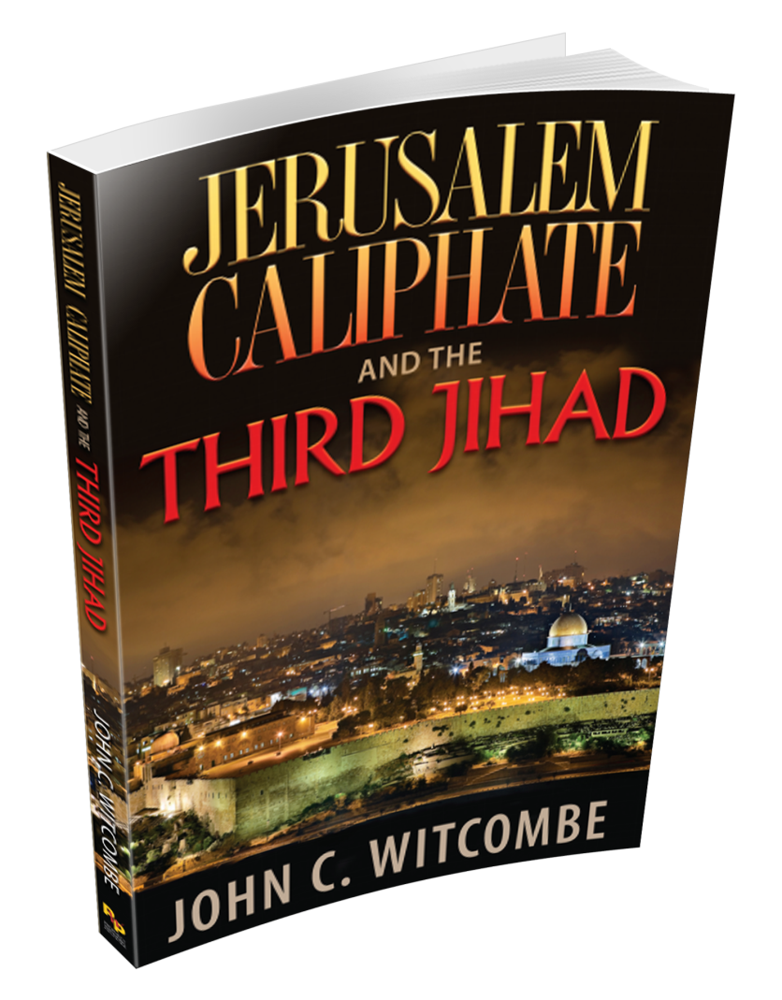 JERUSALEM
CALIPHATE
AND THE
THIRD JIHAD
JOHN C. WITCOMBE
JERUSALEM CALIPHATE AND THE THIRD JIHAD
JOHN C. WITCOMBE